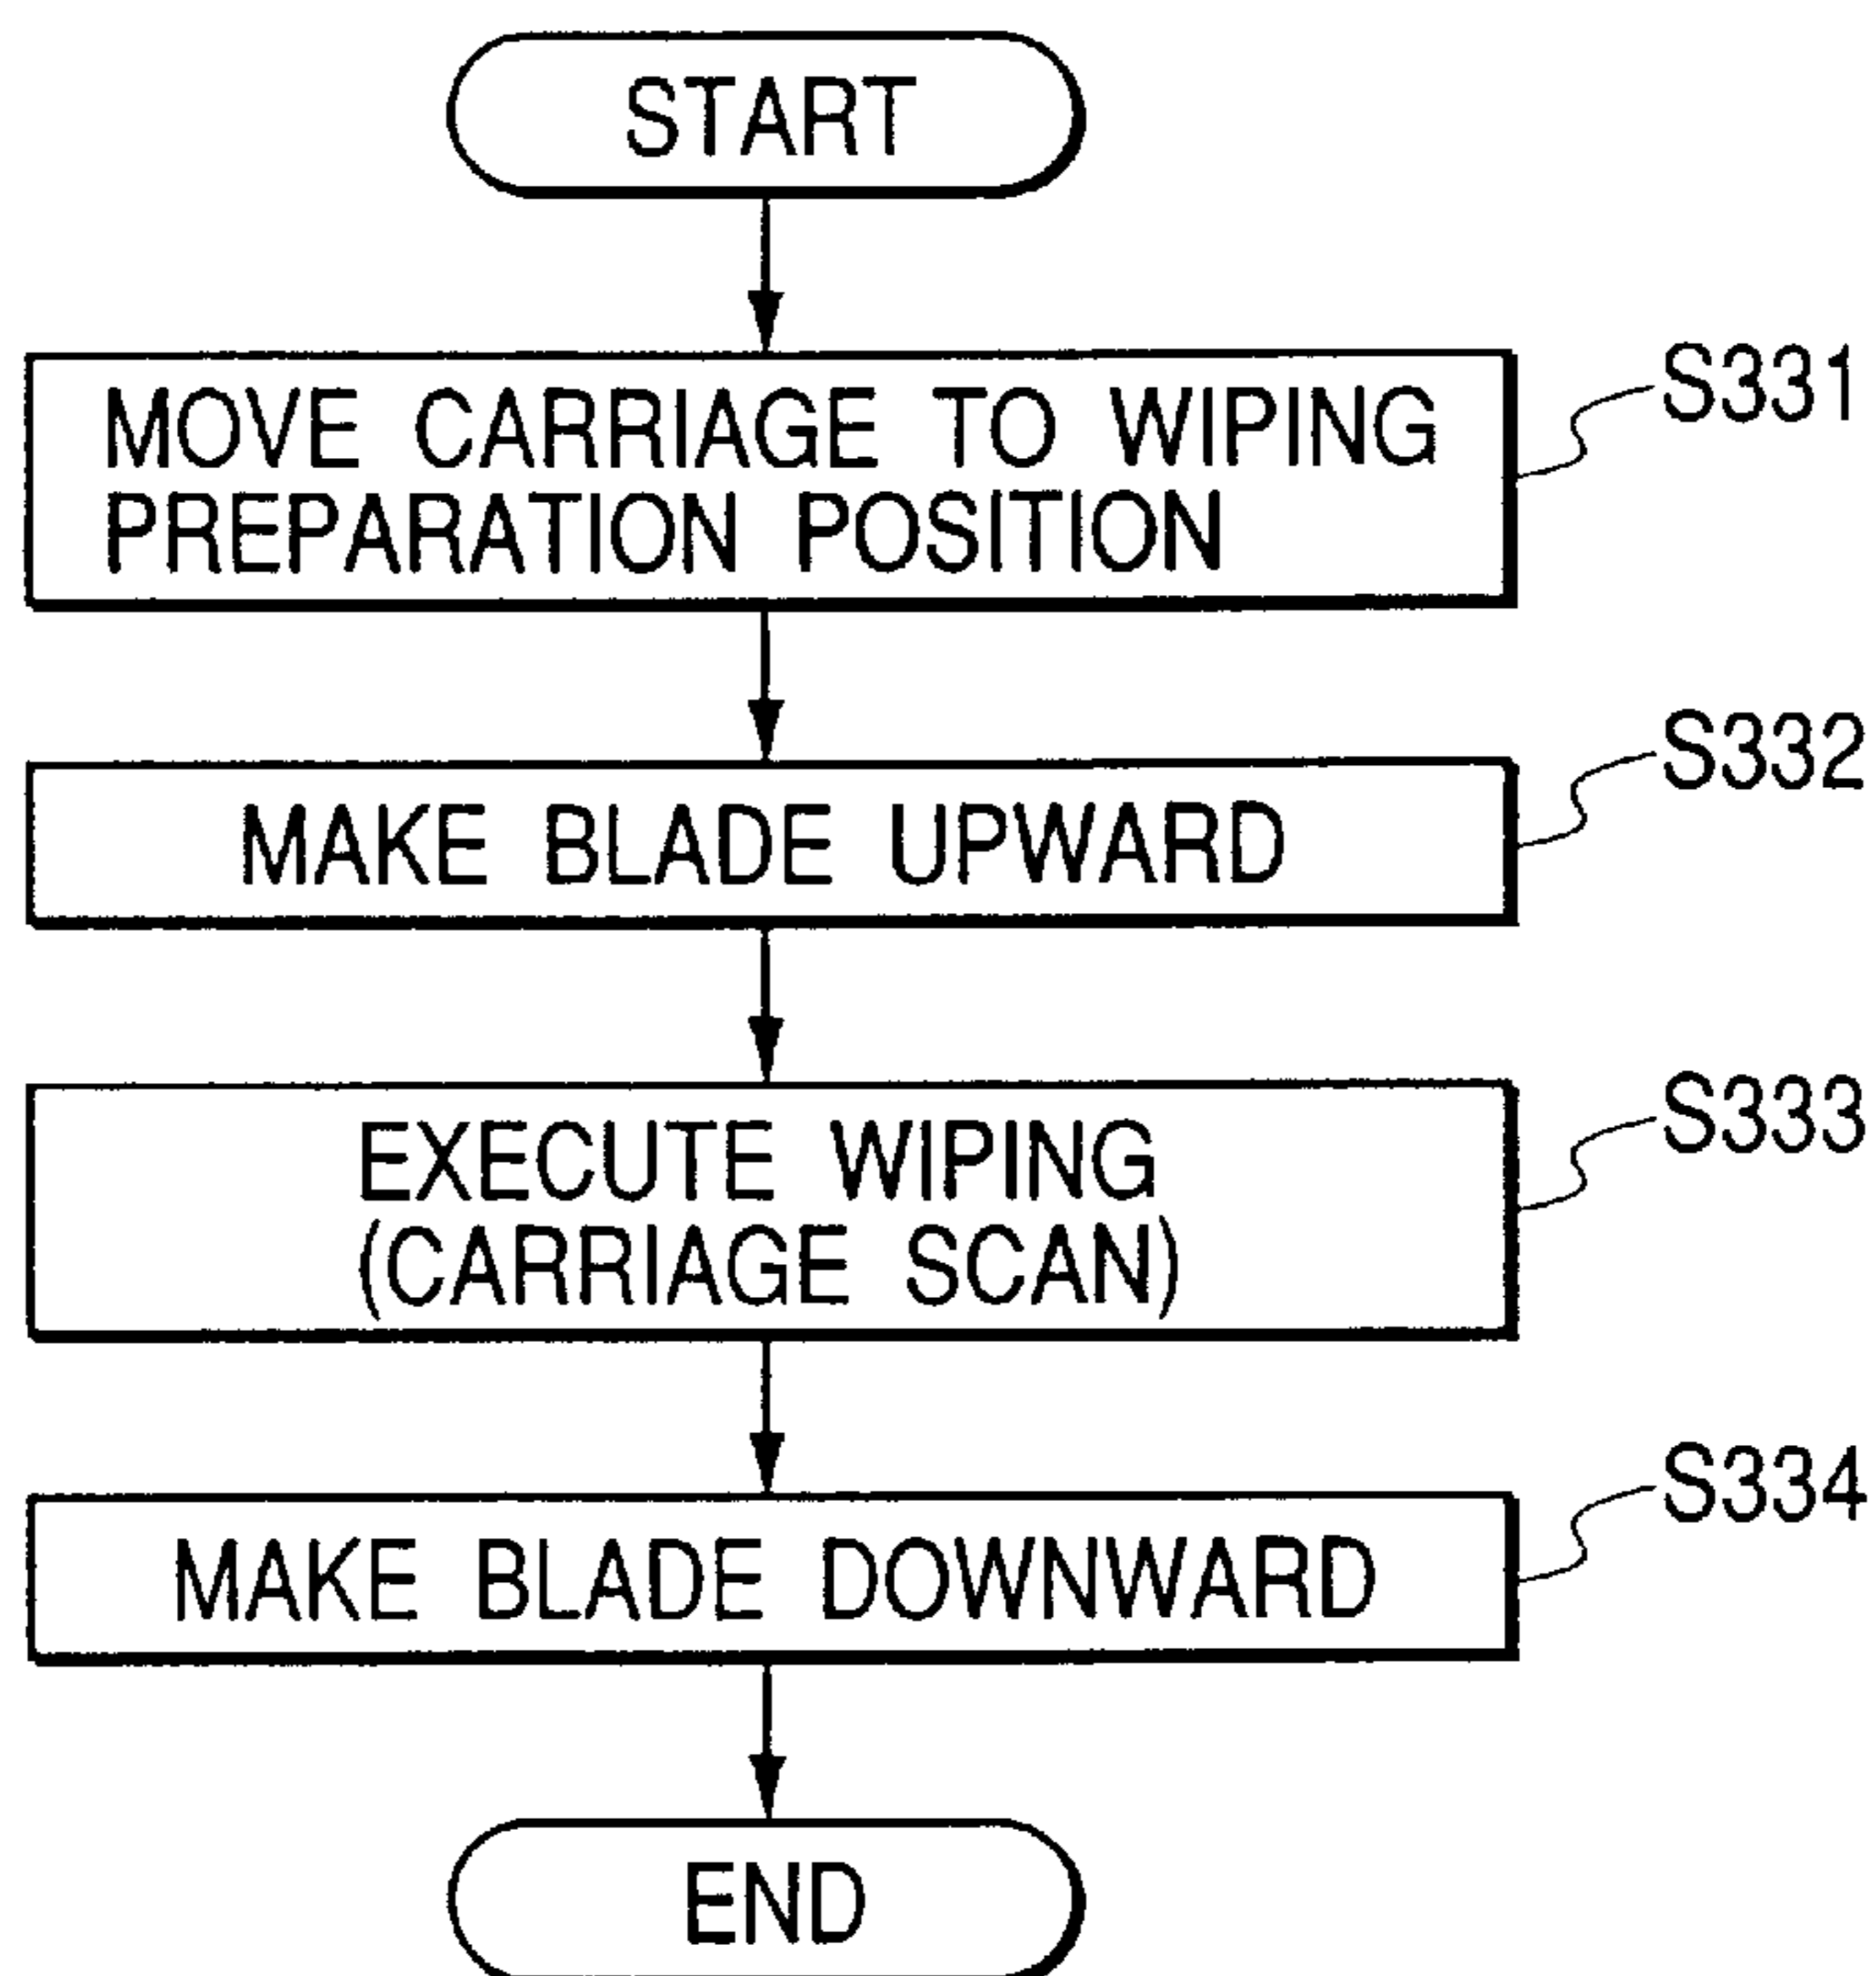 START
MOVE CARRIAGE TO WIPING
PREPARATION POSITION
S331
MAKE BLADE UPWARD
S332
EXECUTE WIPING
(CARRIAGE SCAN)
S333
MAKE BLADE DOWNWARD
S334
END